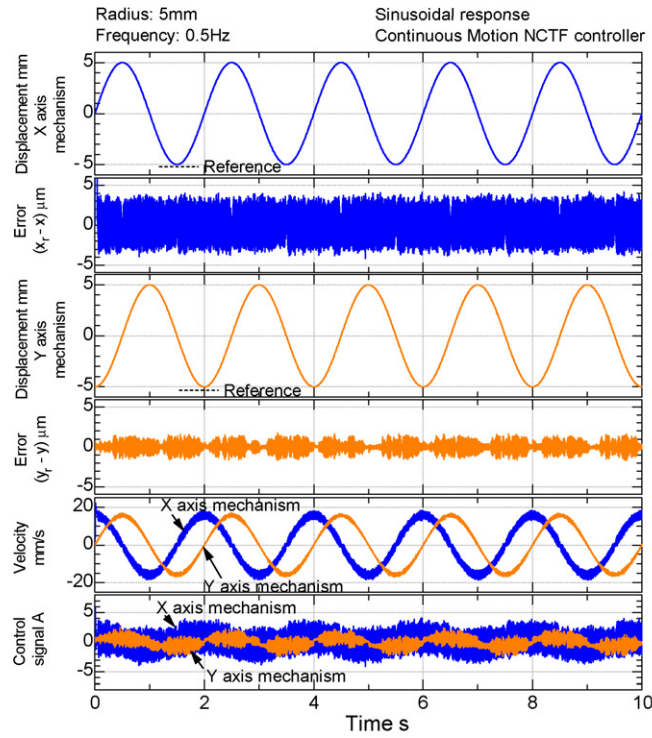 Radius: 5mm
Sinusoidal response
Frequency: 0.5Hz
Continuous Motion NCTF controller
Displacement mm
X axis
mechanism
5
0
-5
Reference
Error
(xr - x) μm
5
0
-5
Displacement mm
Y axis
mechanism
5
0
-5
Reference
Error
(yr - y) μm
5
0
-5
Velocity
mm/s
20
0
-20
X axis mechanism
Y axis mechanism
Control
signal A
5
0
-5
X axis mechanism
Y axis mechanism
0
2
4
6
8
10
Time s